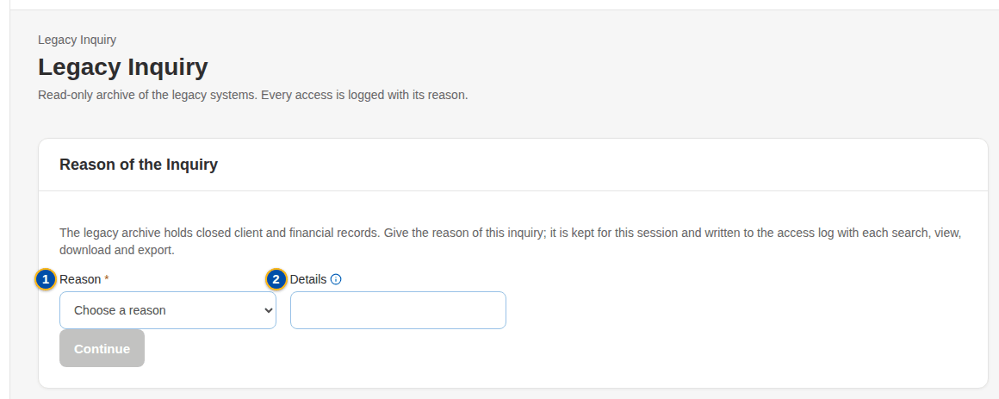 Legacy Inquiry
Legacy Inquiry
Read-only archive of the legacy systems. Every access is logged with its reason.
Reason of the Inquiry
The legacy archive holds closed client and financial records. Give the reason of this inquiry; it is kept for this session and written to the access log with each search, view,
download and export.
1 Reason * 2 Details
Choose a reason
Continue